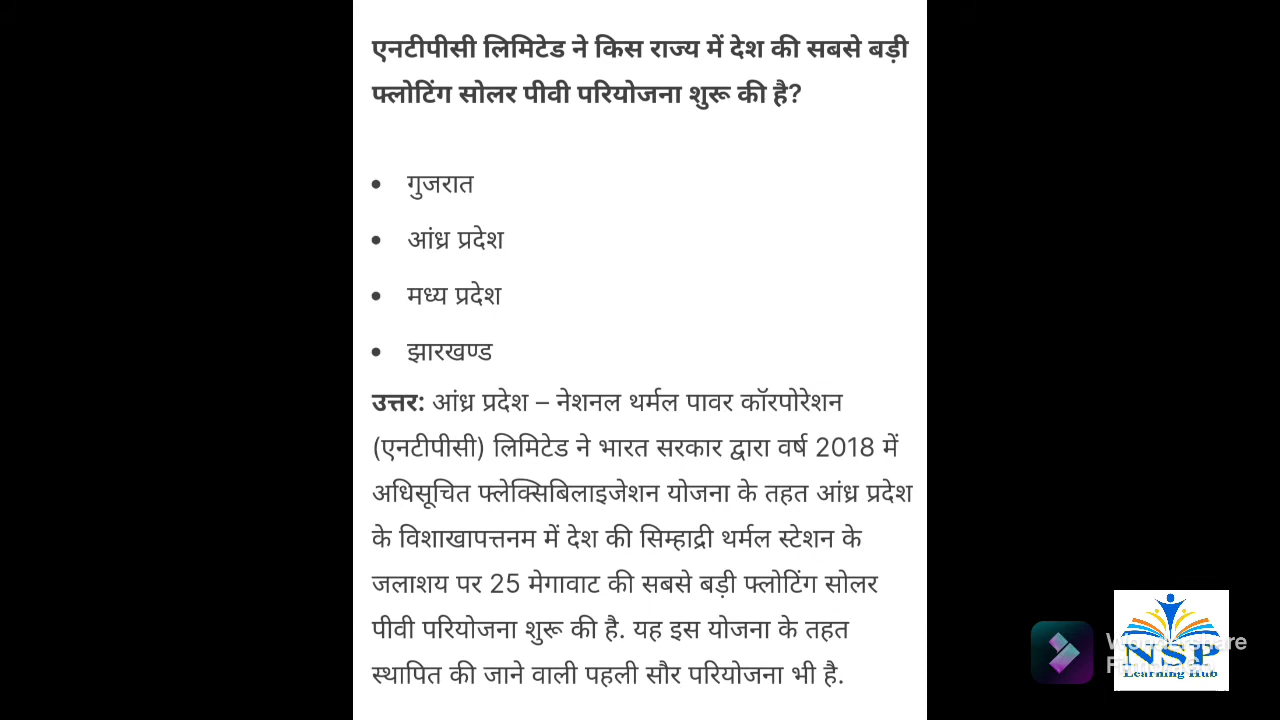 एनटीपीसी लिमिटेड ने किस राज्य में देश की सबसे बड़ी
फ्लोटिंग सोलर पीवी परियोजना शुरू की है?
• गुजरात
• आंध्र प्रदेश
• मध्य प्रदेश
• झारखण्ड
उत्तर: आंध्र प्रदेश – नेशनल थर्मल पावर कॉरपोरेशन
(एनटीपीसी) लिमिटेड ने भारत सरकार द्वारा वर्ष 2018 में
अधिसूचित फ्लेक्सिबिलाइजेशन योजना के तहत आंध्र प्रदेश
के विशाखापत्तनम में देश की सिम्हाद्री थर्मल स्टेशन के
जलाशय पर 25 मेगावाट की सबसे बड़ी फ्लोटिंग सोलर
पीवी परियोजना शुरू की है. यह इस योजना के तहत
स्थापित की जाने वाली पहली सौर परियोजना भी है.
Wondershare
NSP
Learning Hub